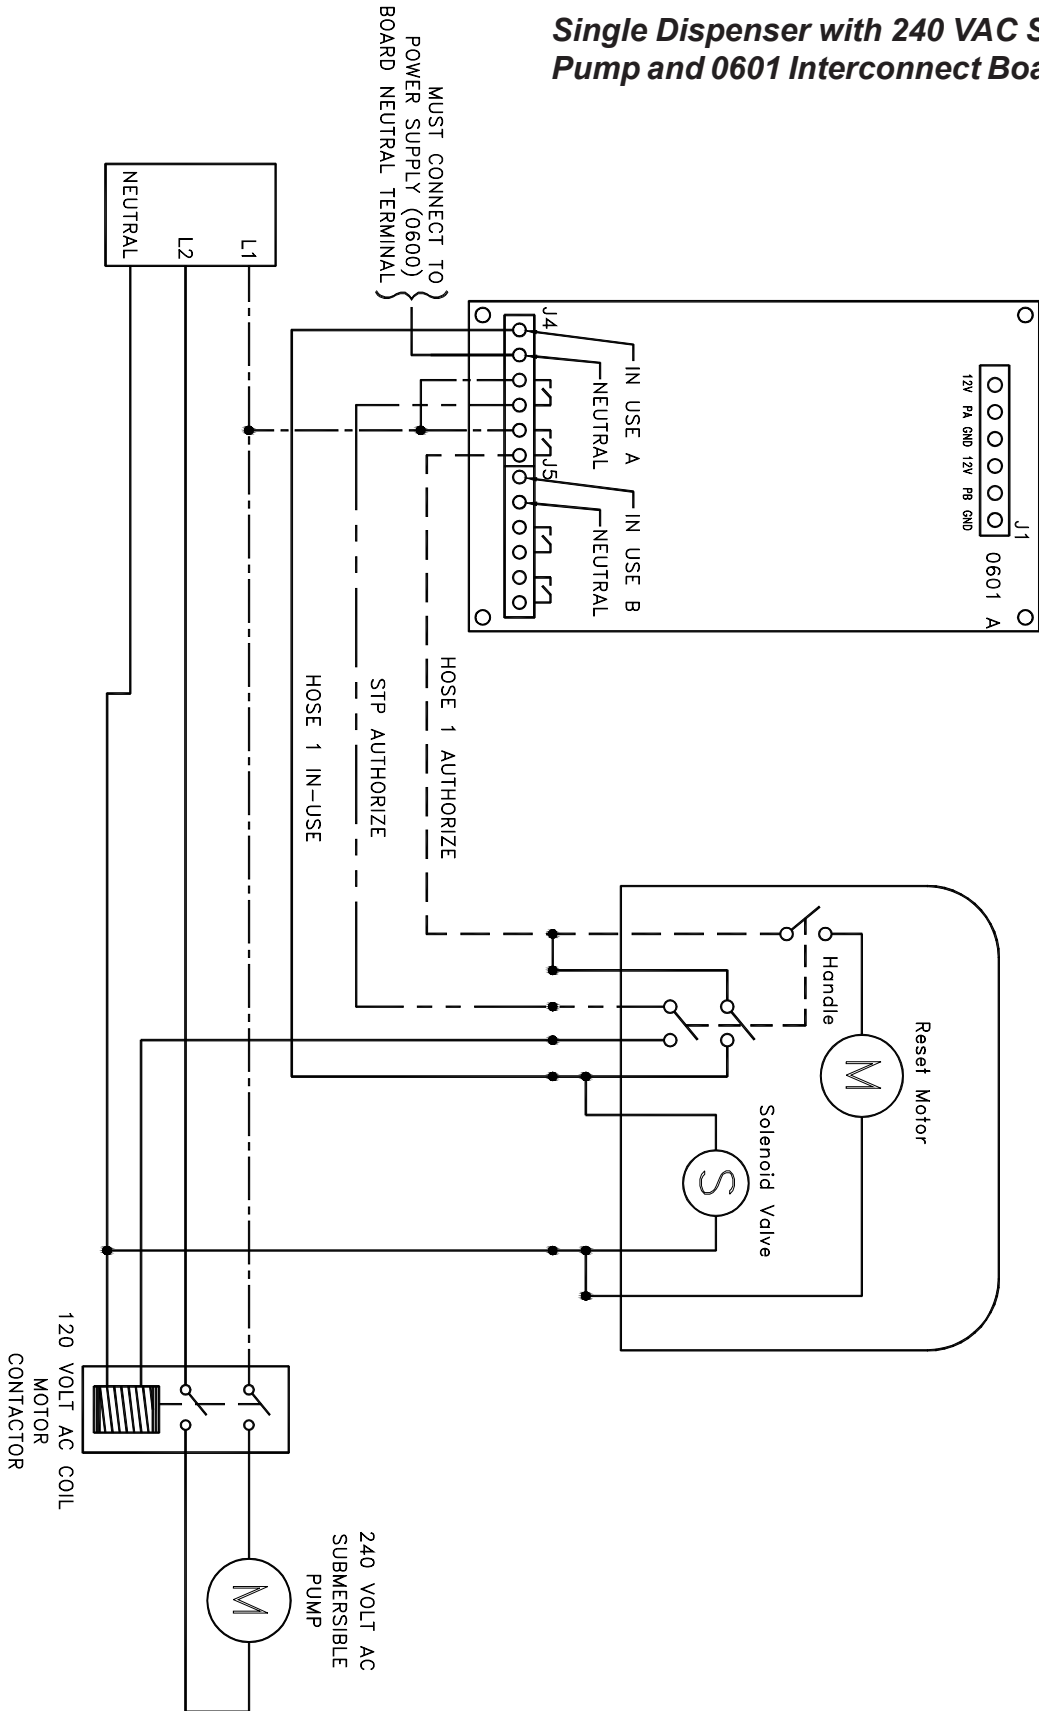 Single Dispenser with 240 VAC S
Pump and 0601 Interconnect Boa
MUST CONNECT TO
POWER SUPPLY (0600)
BOARD NEUTRAL TERMINAL
NEUTRAL
L2
L1
J4
IN USE A
NEUTRAL
J5
IN USE B
NEUTRAL
12V PA GND 12V PB GND
J1
0601 A
HOSE 1 AUTHORIZE
STP AUTHORIZE
HOSE 1 IN-USE
Handle
Reset Motor
M
Solenoid Valve
S
120 VOLT AC COIL
MOTOR
CONTACTOR
240 VOLT AC
SUBMERSIBLE
PUMP
M